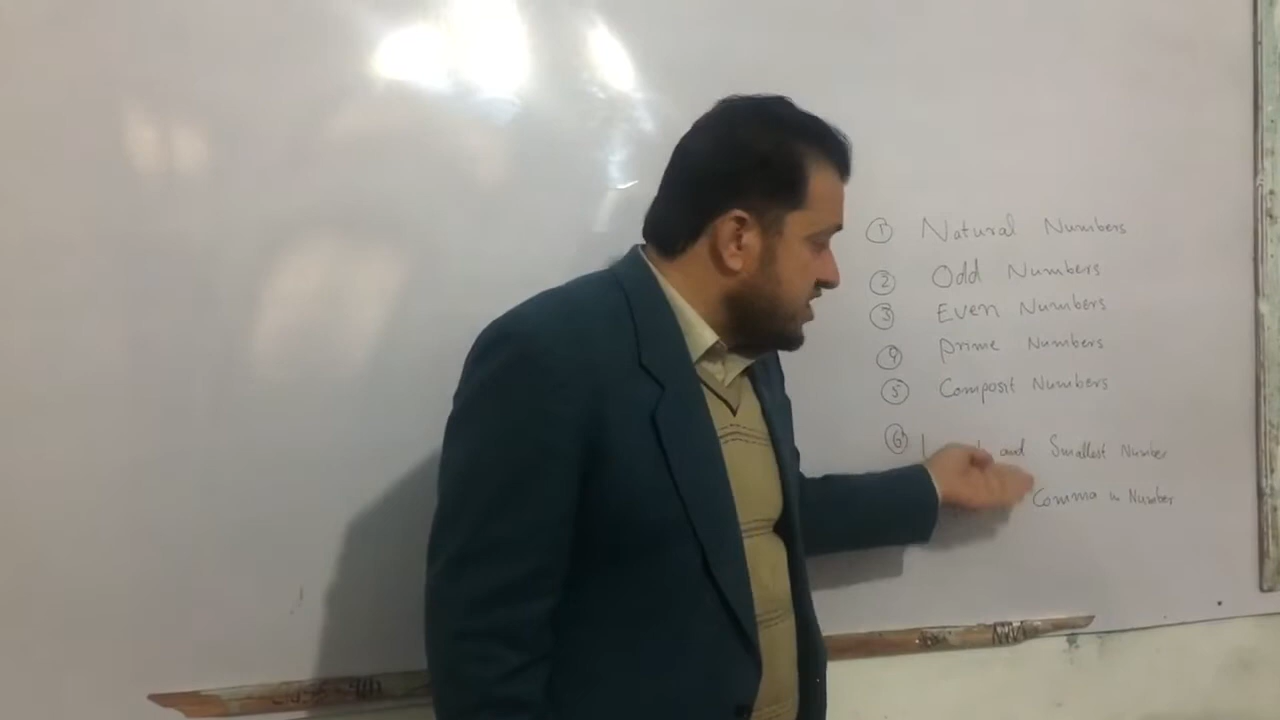 ① Natural Numbers
② Odd Numbers
③ Even Numbers
④ Prime Numbers
⑤ Composit Numbers
⑥ and Smallest Number
Comma in Number